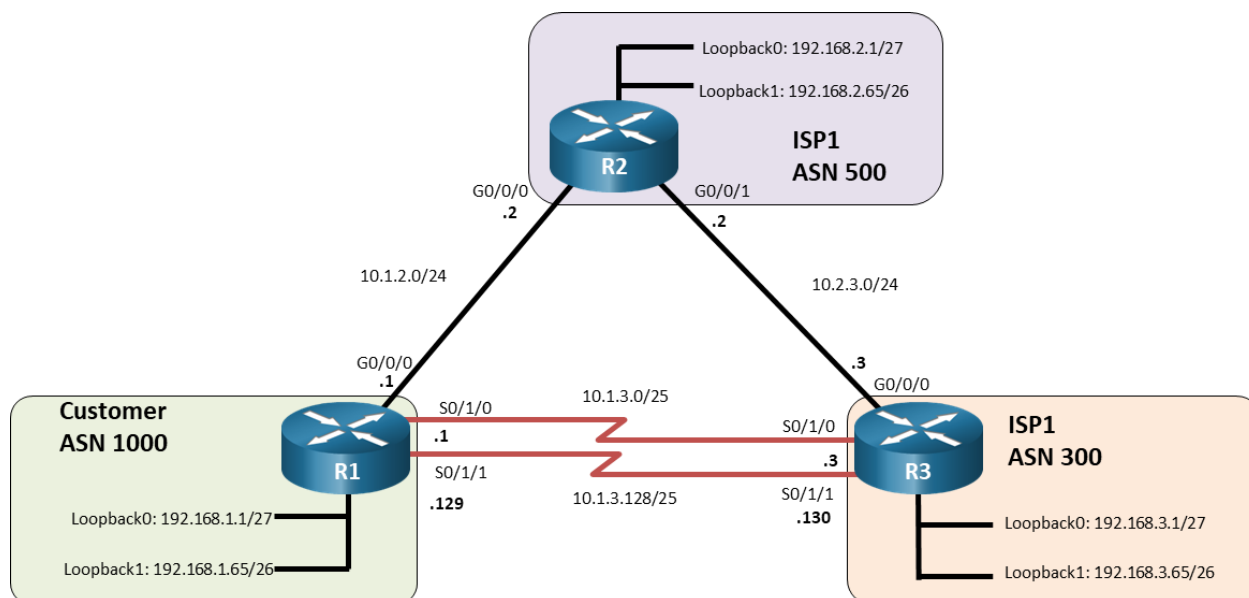 Loopback0: 192.168.2.1/27
Loopback1: 192.168.2.65/26
ISP1
ASN 500
R2
G0/0/0
G0/0/1
.2
.2
10.1.2.0/24
10.2.3.0/24
G0/0/0
.1
.3
G0/0/0
Customer
ASN 1000
10.1.3.0/25
S0/1/0
.1
S0/1/0
ISP1
ASN 300
R1
.3
R3
S0/1/1
.129
10.1.3.128/25
S0/1/1
.130
Loopback0: 192.168.1.1/27
Loopback1: 192.168.1.65/26
Loopback0: 192.168.3.1/27
Loopback1: 192.168.3.65/26